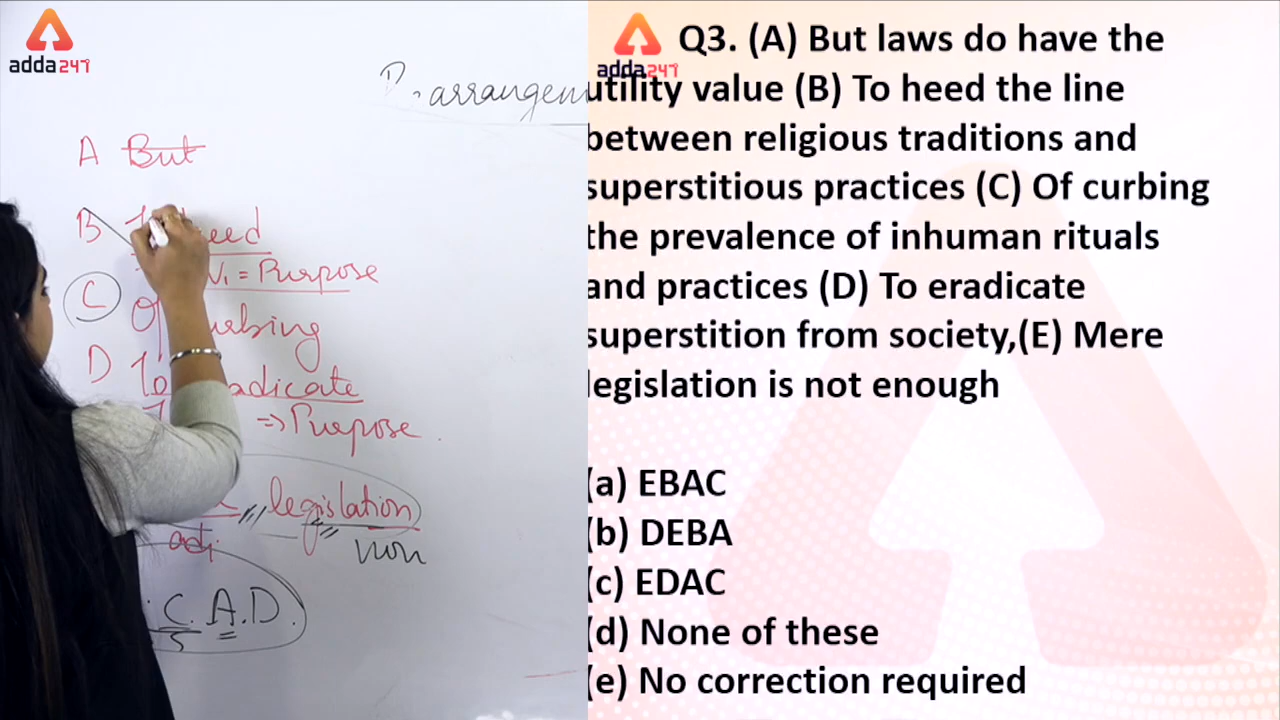 adda247
P. arrangem
A But
B To heed
V₁ = Purpose
C Of curbing
D To eradicate
=> Purpose
legislation
adj
noun
C. A. D.
adda247
Q3. (A) But laws do have the
utility value (B) To heed the line
between religious traditions and
superstitious practices (C) Of curbing
the prevalence of inhuman rituals
and practices (D) To eradicate
superstition from society,(E) Mere
legislation is not enough
(a) EBAC
(b) DEBA
(c) EDAC
(d) None of these
(e) No correction required